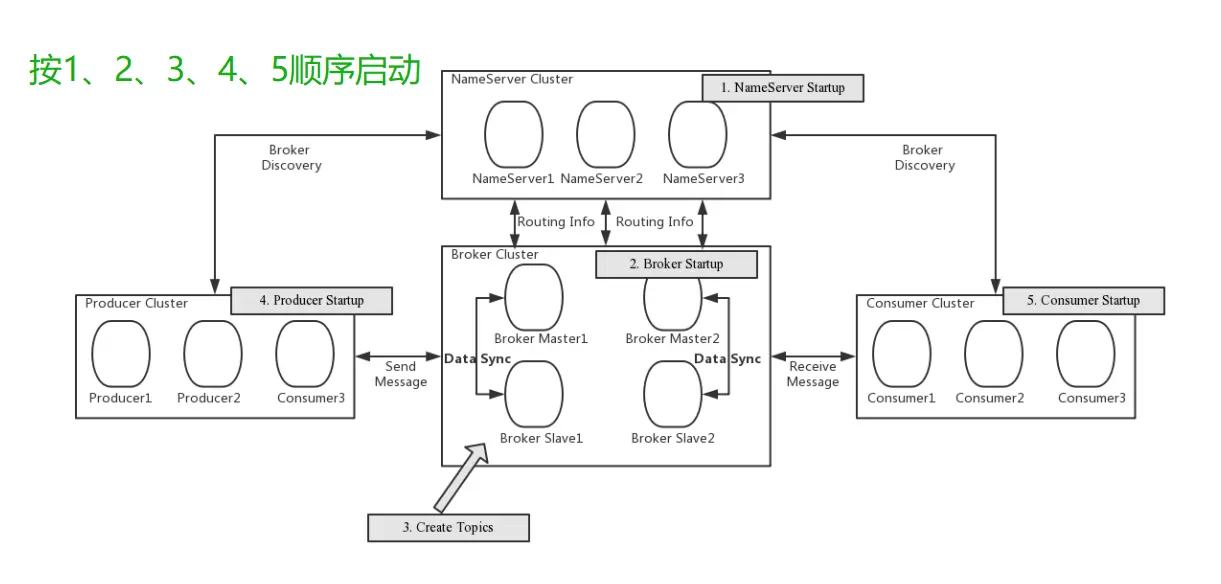 按1、2、3、4、5顺序启动
NameServer Cluster
1. NameServer Startup
NameServer1 NameServer2 NameServer3
Broker
Discovery
Broker
Discovery
Routing Info Routing Info
Broker Cluster
2. Broker Startup
Producer Cluster
4. Producer Startup
Consumer Cluster
5. Consumer Startup
Broker Master1 Broker Master2
Data Sync Data Sync
Send
Message
Receive
Message
Producer1 Producer2 Consumer3
Consumer1 Consumer2 Consumer3
Broker Slave1 Broker Slave2
3. Create Topics